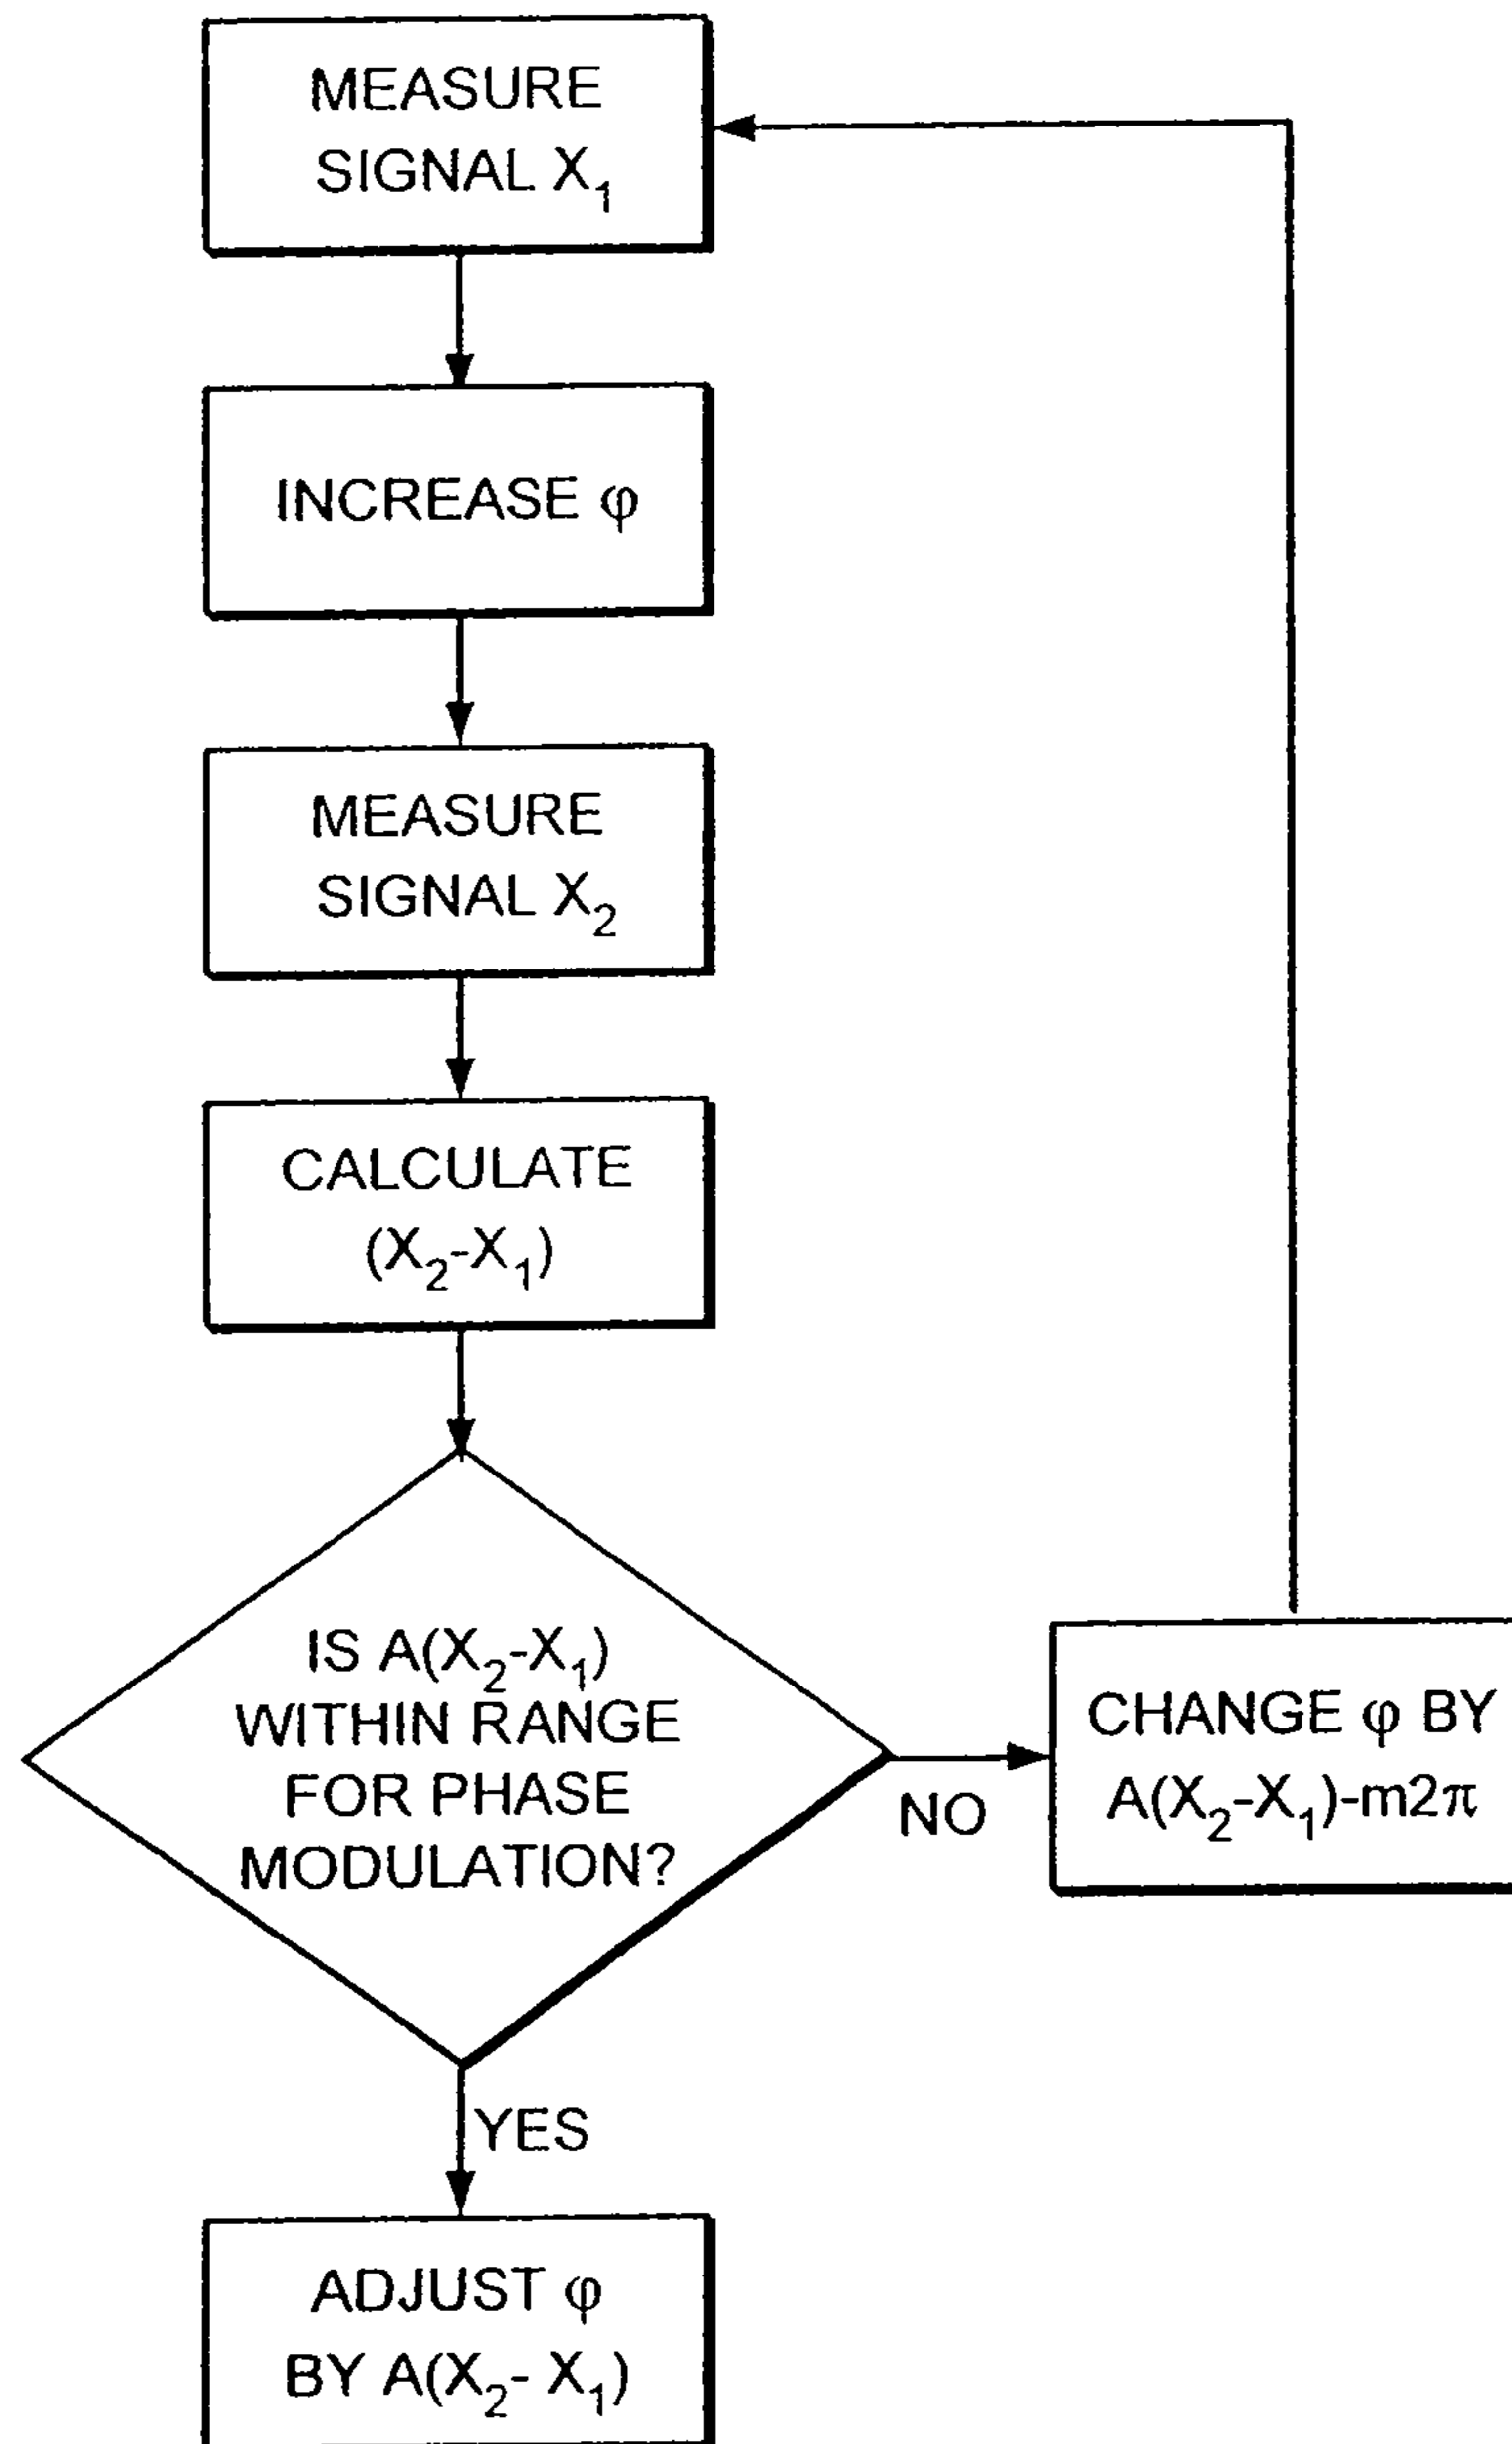 MEASURE
SIGNAL X₁
INCREASE φ
MEASURE
SIGNAL X₂
CALCULATE
(X₂-X₁)
IS A(X₂-X₁)
WITHIN RANGE
FOR PHASE
MODULATION?
NO
CHANGE φ BY
A(X₂-X₁)-m2π
YES
ADJUST φ
BY A(X₂- X₁)